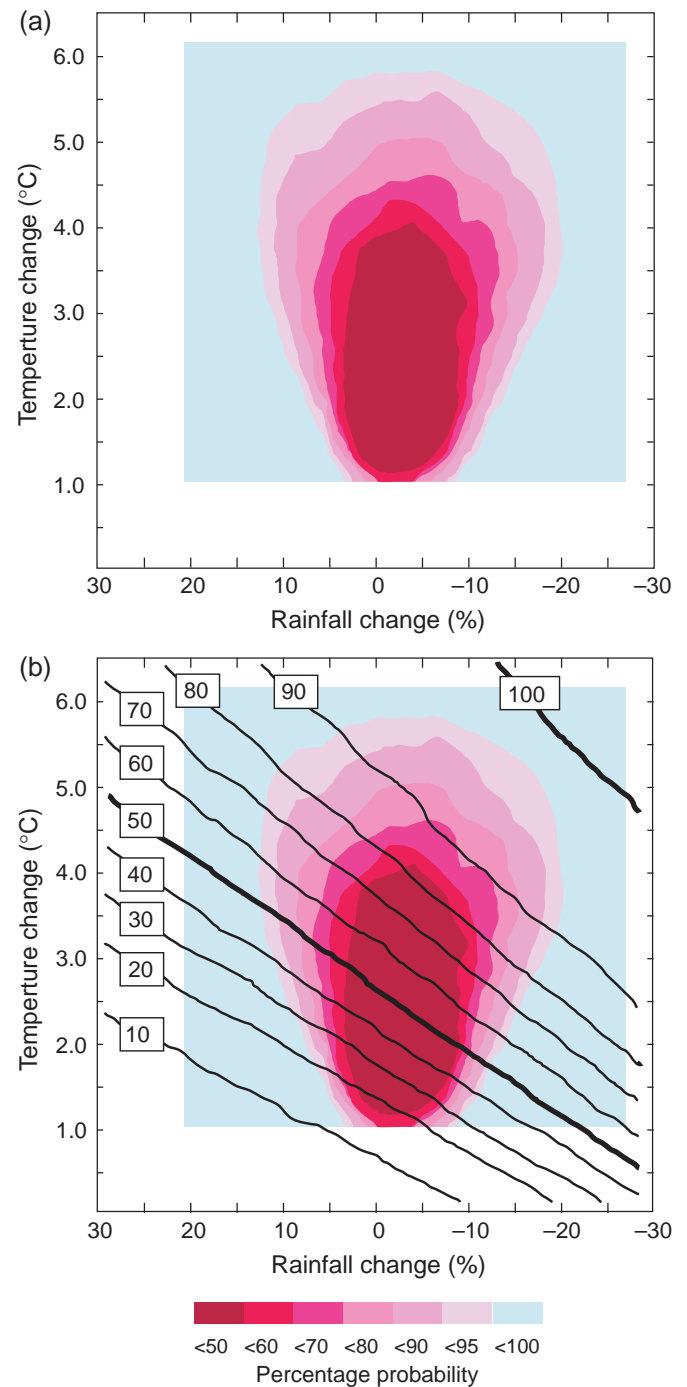 (a)
6.0
5.0
4.0
3.0
2.0
1.0
Temperture change (°C)
30 20 10 0 –10 –20 –30
Rainfall change (%)
(b)
6.0
5.0
4.0
3.0
2.0
1.0
Temperture change (°C)
70
80
90
100
60
50
40
30
20
10
30 20 10 0 –10 –20 –30
Rainfall change (%)
<50 <60 <70 <80 <90 <95 <100
Percentage probability